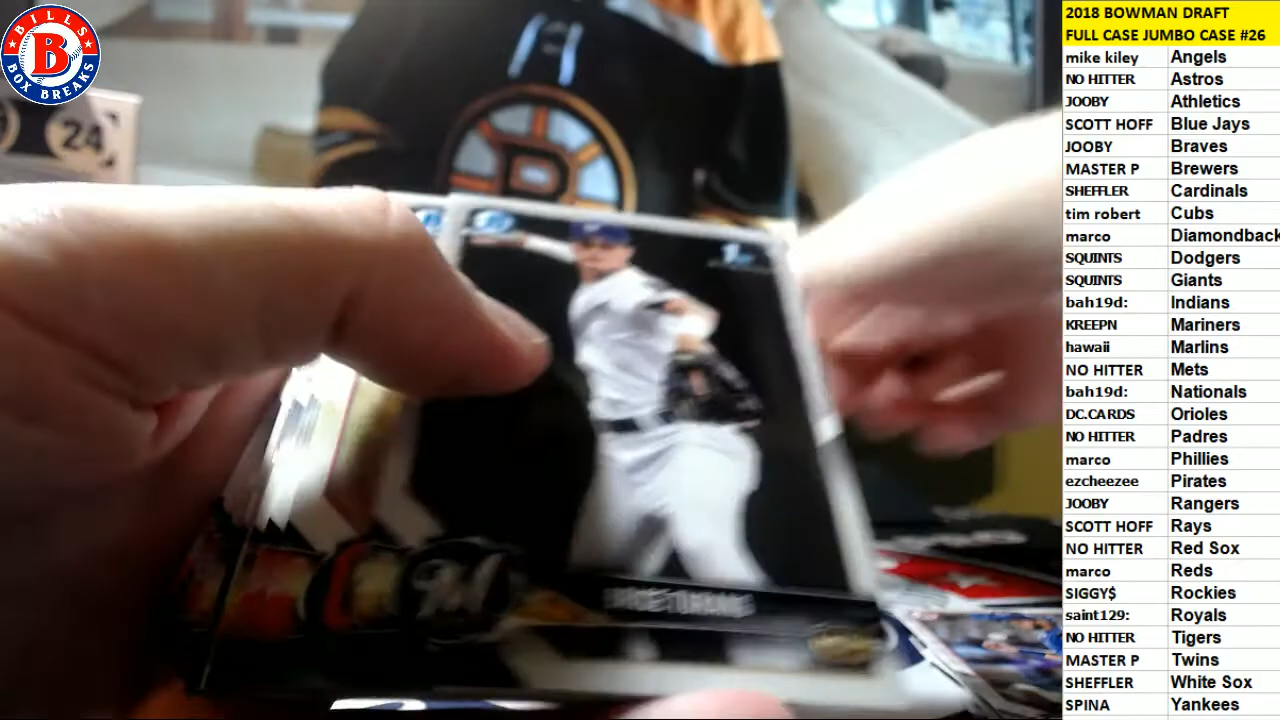 BILLS
B
BOX BREAKS
24
B
1st
BRICE TURANG
2018 BOWMAN DRAFT
FULL CASE JUMBO CASE #26
mike kiley Angels
NO HITTER Astros
JOOBY Athletics
SCOTT HOFF Blue Jays
JOOBY Braves
MASTER P Brewers
SHEFFLER Cardinals
tim robert Cubs
marco Diamondback
SQUINTS Dodgers
SQUINTS Giants
bah19d: Indians
KREEPN Mariners
hawaii Marlins
NO HITTER Mets
bah19d: Nationals
DC.CARDS Orioles
NO HITTER Padres
marco Phillies
ezcheezee Pirates
JOOBY Rangers
SCOTT HOFF Rays
NO HITTER Red Sox
marco Reds
SIGGY$ Rockies
saint129: Royals
NO HITTER Tigers
MASTER P Twins
SHEFFLER White Sox
SPINA Yankees